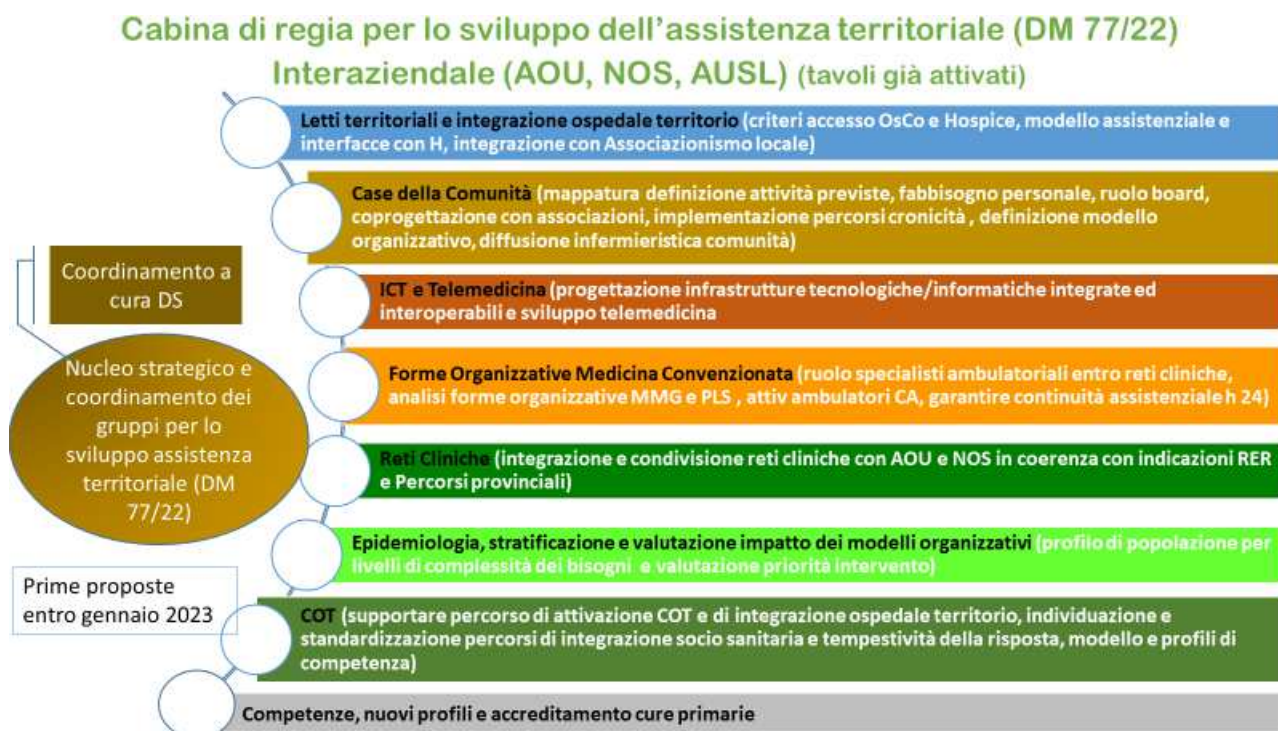 Cabina di regia per lo sviluppo dell'assistenza territoriale (DM 77/22)
Interaziendale (AOU, NOS, AUSL) (tavoli già attivati)
Letti territoriali e integrazione ospedale territorio (criteri accesso OsCo e Hospice, modello assistenziale e
interfacce con H, integrazione con Associazionismo locale)
Case della Comunità (mappatura definizione attività previste, fabbisogno personale, ruolo board,
coprogettazione con associazioni, implementazione percorsi cronicità , definizione modello
organizzativo, diffusione infermieristica comunità)
Coordinamento a
cura DS
ICT e Telemedicina (progettazione infrastrutture tecnologiche/informatiche integrate ed
interoperabili e sviluppo telemedicina
Nucleo strategico e
coordinamento dei
gruppi per lo
sviluppo assistenza
territoriale (DM
77/22)
Forme Organizzative Medicina Convenzionata (ruolo specialisti ambulatoriali entro reti cliniche,
analisi forme organizzative MMG e PLS , attiv ambulatori CA, garantire continuità assistenziale h 24)
Reti Cliniche (integrazione e condivisione reti cliniche con AOU e NOS in coerenza con indicazioni RER
e Percorsi provinciali)
Epidemiologia, stratificazione e valutazione impatto dei modelli organizzativi (profilo di popolazione per
livelli di complessità dei bisogni e valutazione priorità intervento)
Prime proposte
entro gennaio 2023
COT (supportare percorso di attivazione COT e di integrazione ospedale territorio, individuazione e
standardizzazione percorsi di integrazione socio sanitaria e tempestività della risposta, modello e profili di
competenza)
Competenze, nuovi profili e accreditamento cure primarie